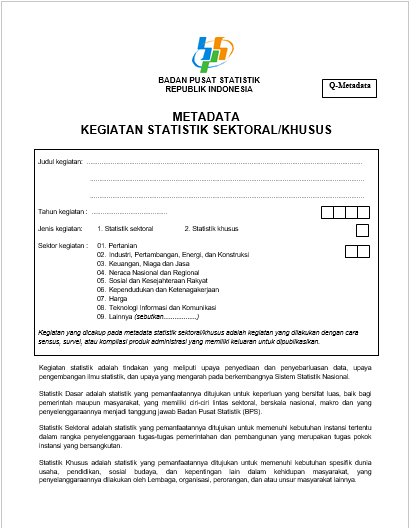 BADAN PUSAT STATISTIK
REPUBLIK INDONESIA
Q-Metadata
METADATA
KEGIATAN STATISTIK SEKTORAL/KHUSUS
Judul kegiatan: ....................
Tahun kegiatan : ....................
Jenis kegiatan: 1. Statistik sektoral 2. Statistik khusus
Sektor kegiatan : 01. Pertanian
02. Industri, Pertambangan, Energi, dan Konstruksi
03. Keuangan, Niaga dan Jasa
04. Neraca Nasional dan Regional
05. Sosial dan Kesejahteraan Rakyat
06. Kependudukan dan Ketenagakerjaan
07. Harga
08. Teknologi Informasi dan Komunikasi
09. Lainnya (sebutkan..................)
Kegiatan yang dicakup pada metadata statistik sektoral/khusus adalah kegiatan yang dilakukan dengan cara
sensus, survei, atau kompilasi produk administrasi yang memiliki keluaran untuk dipublikasikan.
Kegiatan statistik adalah tindakan yang meliputi upaya penyediaan dan penyebarluasan data, upaya
pengembangan ilmu statistik, dan upaya yang mengarah pada berkembangnya Sistem Statistik Nasional.
Statistik Dasar adalah statistik yang pemanfaatannya ditujukan untuk keperluan yang bersifat luas, baik bagi
pemerintah maupun masyarakat, yang memiliki ciri-ciri lintas sektoral, berskala nasional, makro dan yang
penyelenggaraannya menjadi tanggung jawab Badan Pusat Statistik (BPS).
Statistik Sektoral adalah statistik yang pemanfaatannya ditujukan untuk memenuhi kebutuhan instansi tertentu
dalam rangka penyelenggaraan tugas-tugas pemerintahan dan pembangunan yang merupakan tugas pokok
instansi yang bersangkutan.
Statistik Khusus adalah statistik yang pemanfaatannya ditujukan untuk memenuhi kebutuhan spesifik dunia
usaha, pendidikan, sosial budaya, dan kepentingan lain dalam kehidupan masyarakat, yang
penyelenggaraannya dilakukan oleh Lembaga, organisasi, perorangan, dan atau unsur masyarakat lainnya.